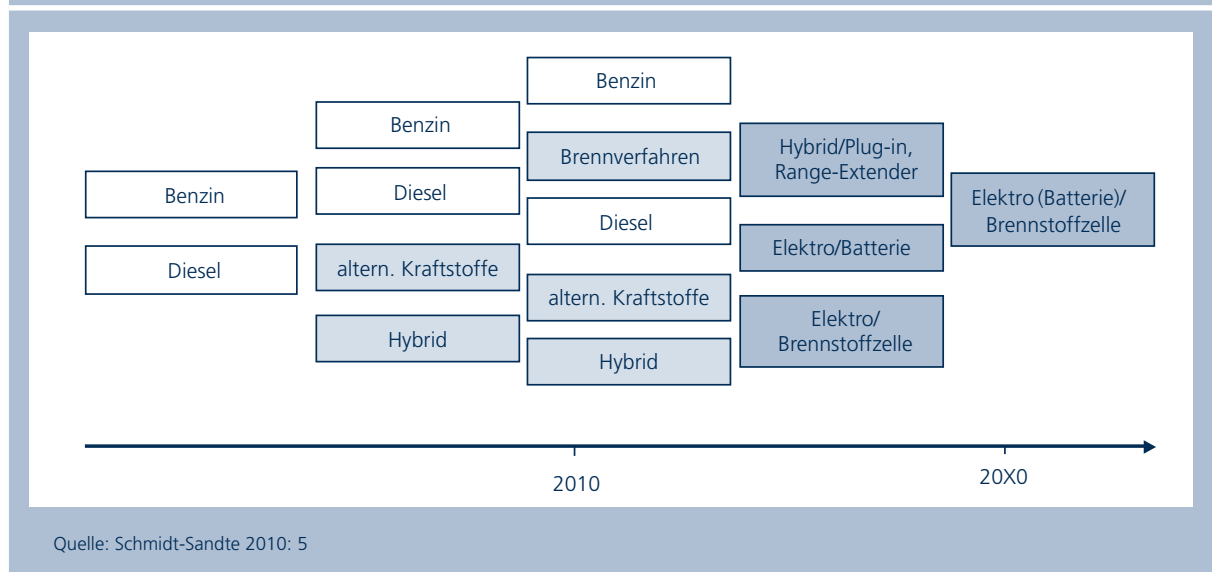 Benzin
Diesel
Benzin
Diesel
altern. Kraftstoffe
Hybrid
Benzin
Brennverfahren
Diesel
altern. Kraftstoffe
Hybrid
Hybrid/Plug-in,
Range-Extender
Elektro/Batterie
Elektro/
Brennstoffzelle
Elektro (Batterie)/
Brennstoffzelle
2010
20X0
Quelle: Schmidt-Sandte 2010: 5